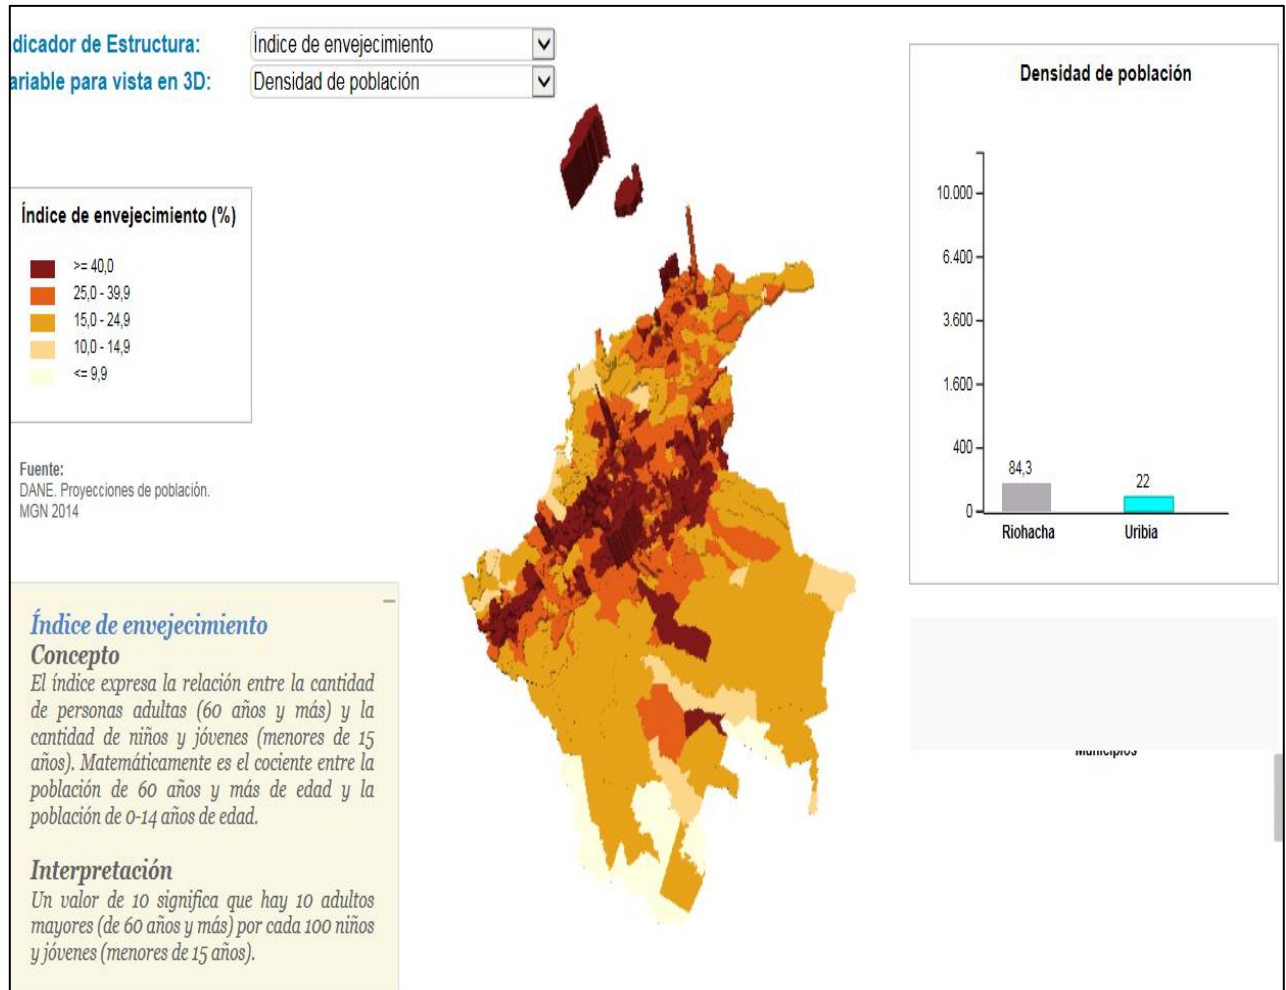 dicador de Estructura:
Índice de envejecimiento
ariable para vista en 3D:
Densidad de población
Índice de envejecimiento (%)
>= 40,0
25,0 - 39,9
15,0 - 24,9
10,0 - 14,9
<= 9,9
Fuente:
DANE. Proyecciones de población.
MGN 2014
Índice de envejecimiento
Concepto
El índice expresa la relación entre la cantidad
de personas adultas (60 años y más) y la
cantidad de niños y jóvenes (menores de 15
años). Matemáticamente es el cociente entre la
población de 60 años y más de edad y la
población de 0-14 años de edad.
Interpretación
Un valor de 10 significa que hay 10 adultos
mayores (de 60 años y más) por cada 100 niños
y jóvenes (menores de 15 años).
Densidad de población
10.000
6.400
3.600
1.600
400
0
84,3
22
Riohacha
Uribia
Municipios